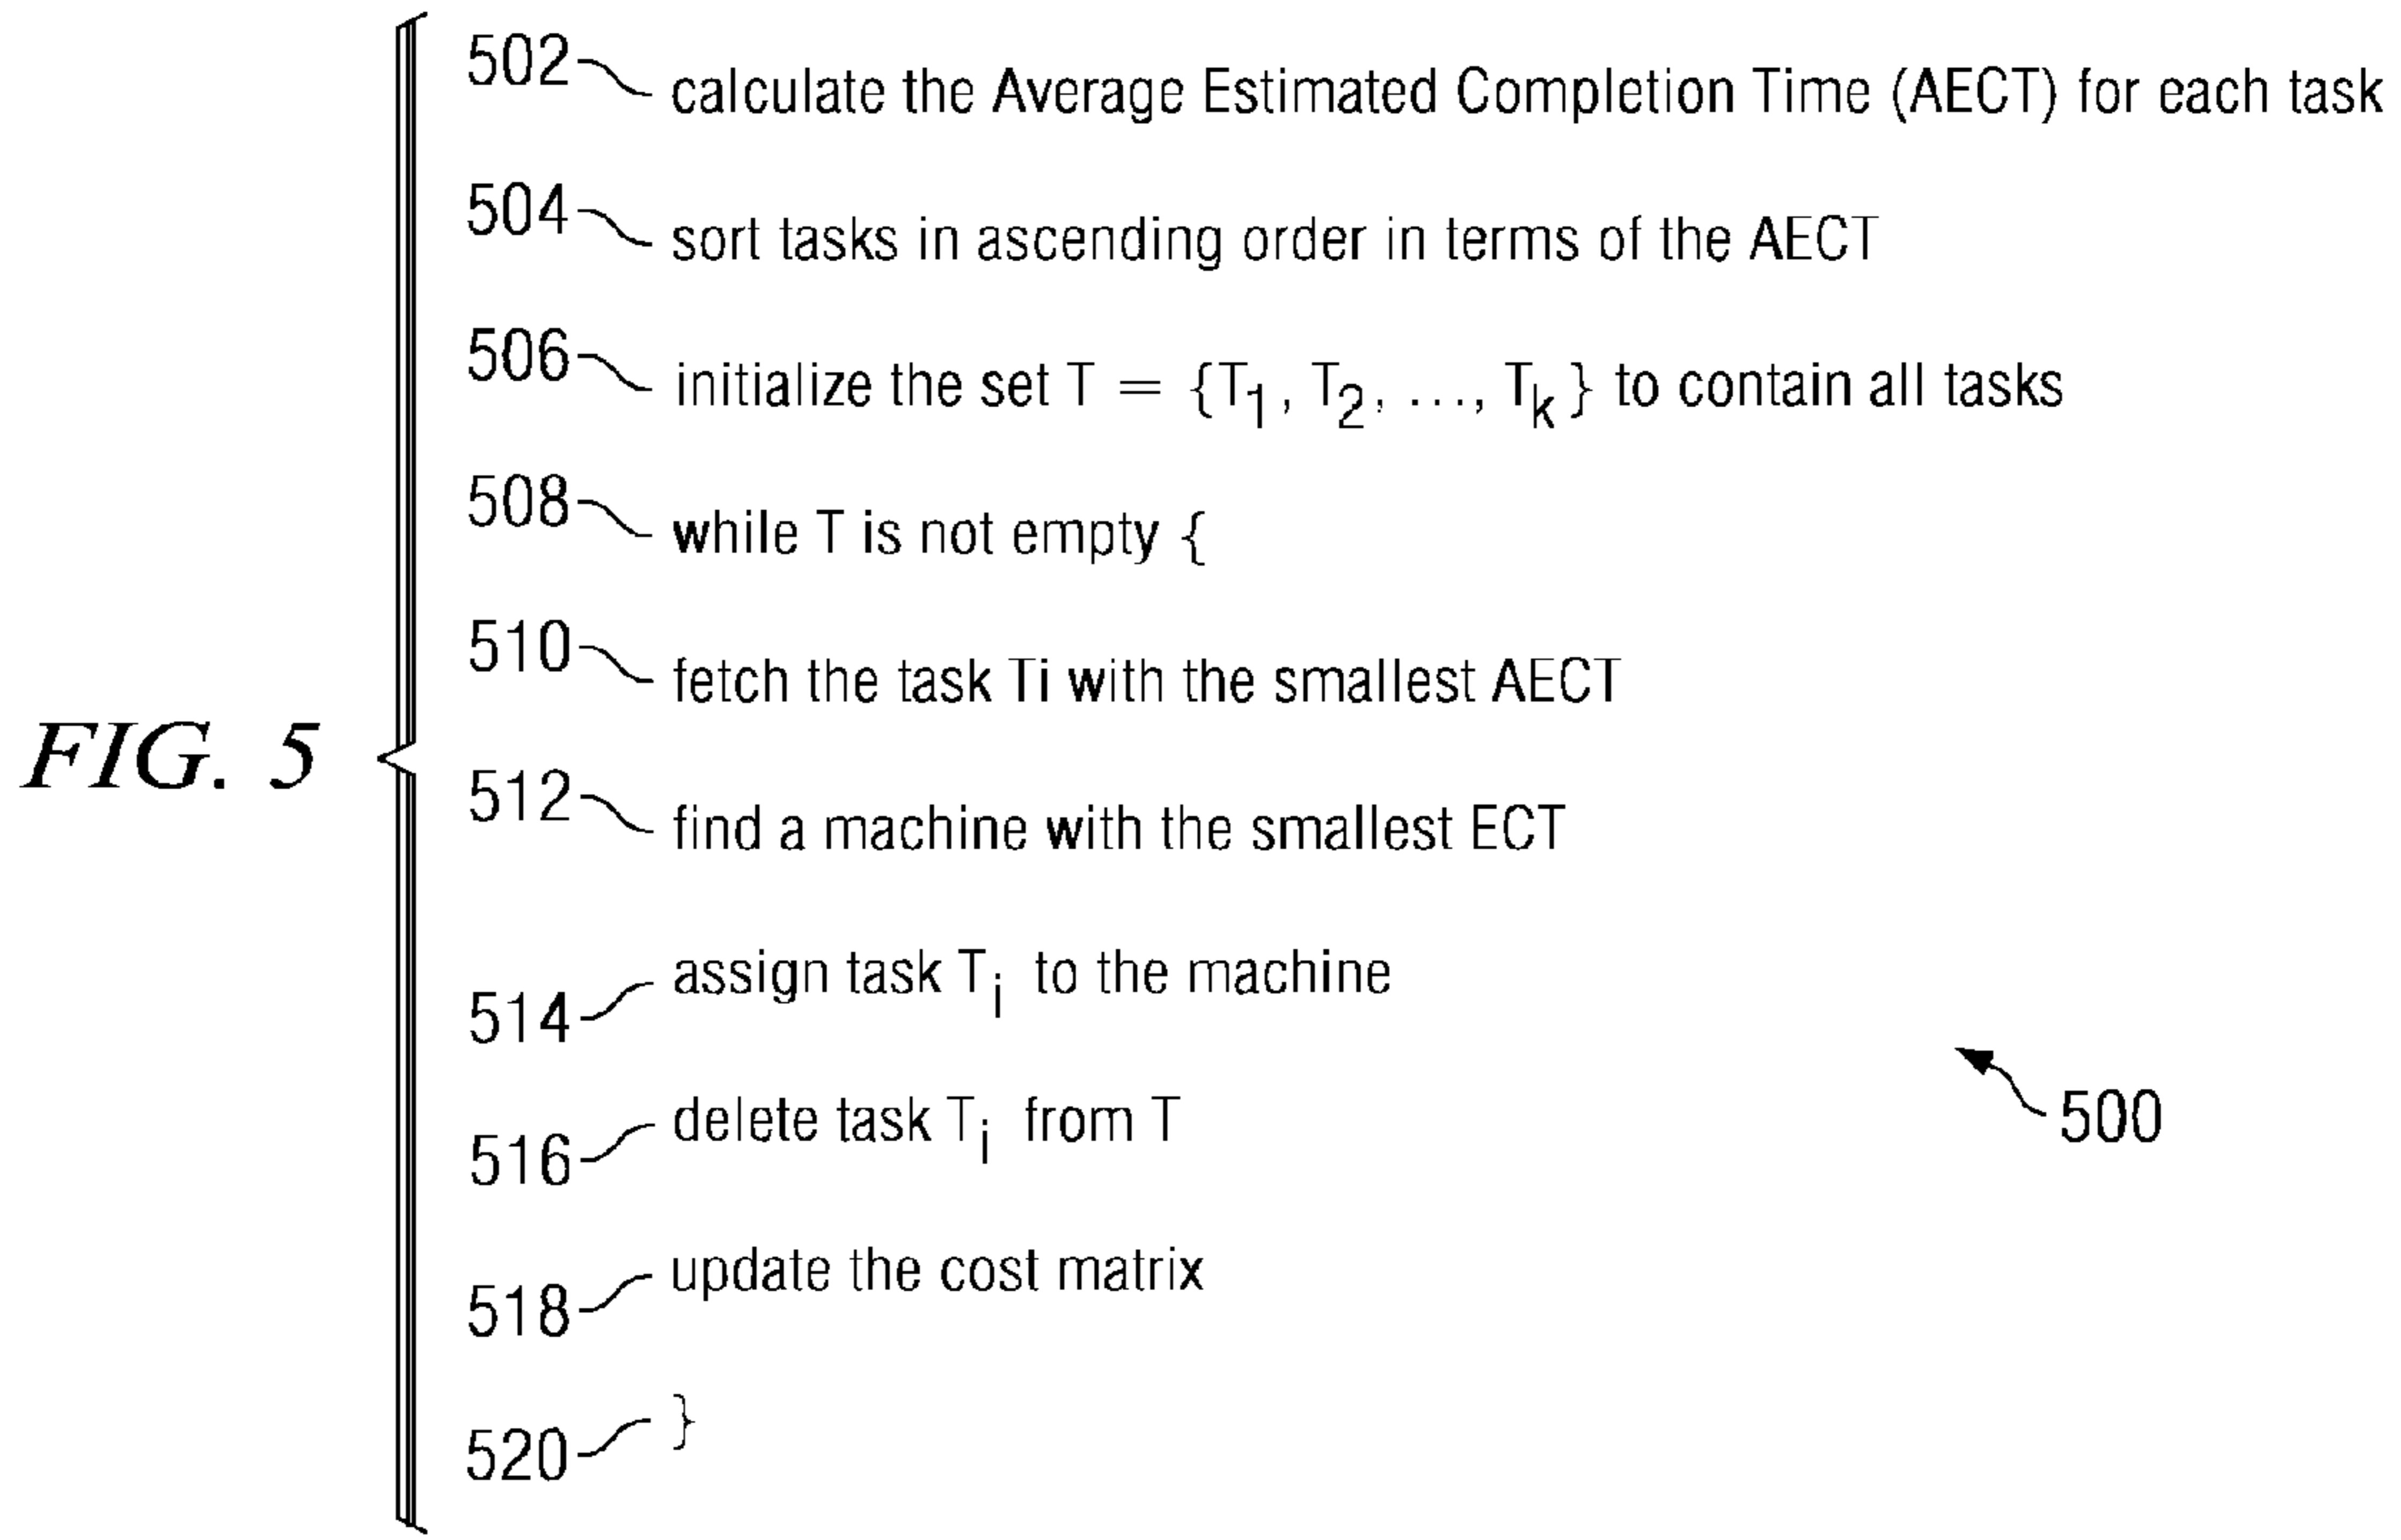 502 calculate the Average Estimated Completion Time (AECT) for each task
504 sort tasks in ascending order in terms of the AECT
506 initialize the set T = {T1, T2, ..., Tk} to contain all tasks
508 while T is not empty {
510 fetch the task Ti with the smallest AECT
FIG. 5
512 find a machine with the smallest ECT
514 assign task Ti to the machine
516 delete task Ti from T
500
518 update the cost matrix
520 }